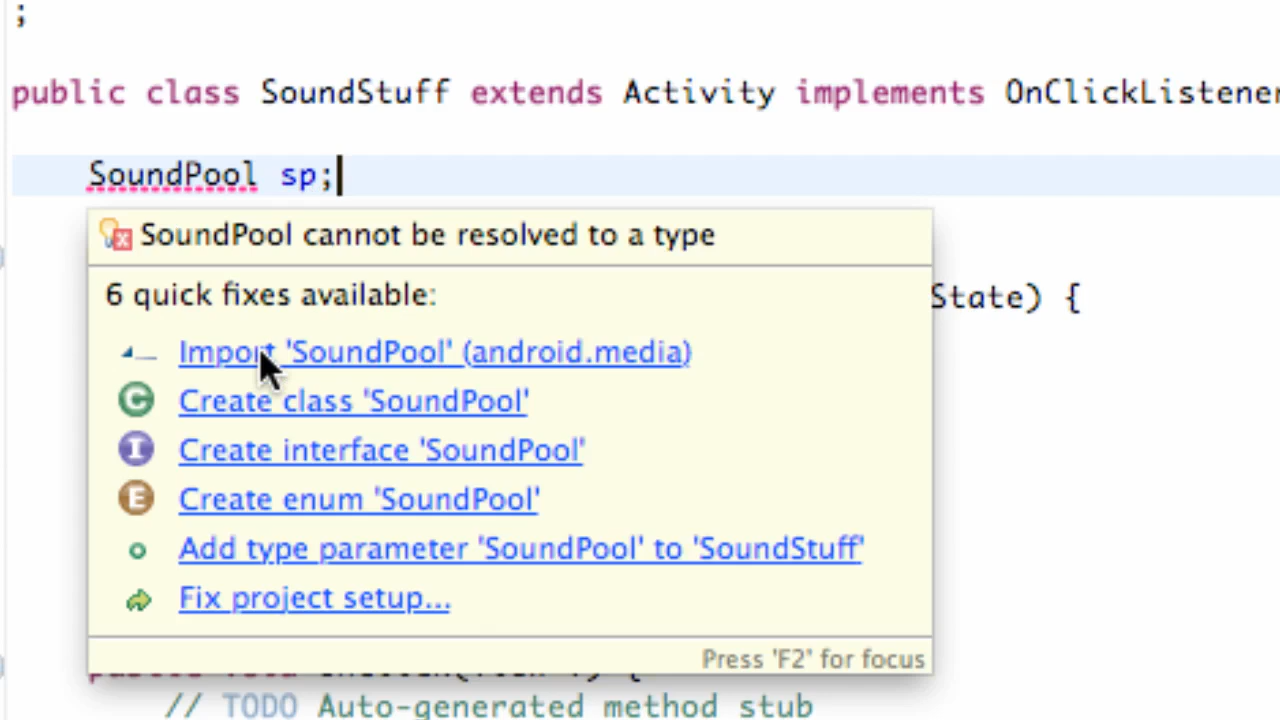 ;
public class SoundStuff extends Activity implements OnClickListener
SoundPool sp;
SoundPool cannot be resolved to a type
6 quick fixes available:
State) {
Import 'SoundPool' (android.media)
Create class 'SoundPool'
Create interface 'SoundPool'
Create enum 'SoundPool'
Add type parameter 'SoundPool' to 'SoundStuff'
Fix project setup...
Press 'F2' for focus
// TODO Auto-generated method stub